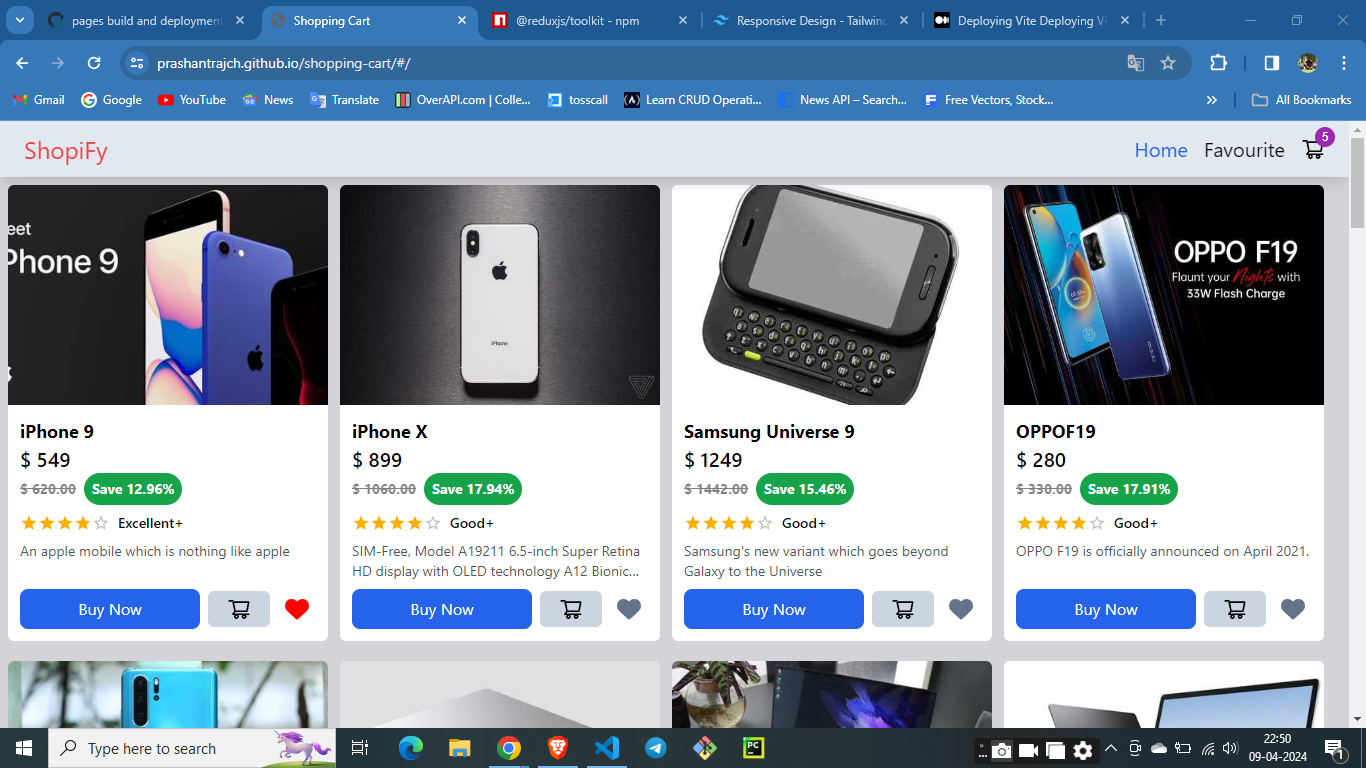 pages build and deployment
Shopping Cart
@reduxjs/toolkit - npm
Responsive Design - Tailwind
Deploying Vite Deploying Vi
prashantrajch.github.io/shopping-cart/#/
Gmail
Google
YouTube
News
Translate
OverAPI.com | Colle...
tosscall
Learn CRUD Operati...
News API – Search...
Free Vectors, Stock...
All Bookmarks
ShopiFy
Home
Favourite
5
eet
Phone 9
iPhone
OPPO F19
Flaunt your Nights with
33W Flash Charge
iPhone 9
$ 549
$ 620.00 Save 12.96%
Excellent+
An apple mobile which is nothing like apple
Buy Now
iPhone X
$ 899
$ 1060.00 Save 17.94%
Good+
SIM-Free, Model A19211 6.5-inch Super Retina
HD display with OLED technology A12 Bionic...
Buy Now
Samsung Universe 9
$ 1249
$ 1442.00 Save 15.46%
Good+
Samsung's new variant which goes beyond
Galaxy to the Universe
Buy Now
OPPOF19
$ 280
$ 330.00 Save 17.91%
Good+
OPPO F19 is officially announced on April 2021.
Buy Now
Type here to search
PC
22:50
09-04-2024
1